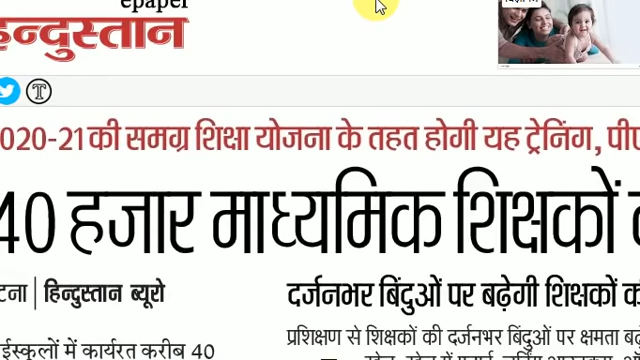 epaper
हिन्दुस्तान
2020-21 की समग्र शिक्षा योजना के तहत होगी यह ट्रेनिंग,
40 हजार माध्यमिक शिक्षकों
टना | हिन्दुस्तान ब्यूरो
दर्जनभर बिंदुओं पर बढ़ेगी शिक्षकों
ईस्कूलों में कार्यरत करीब 40
प्रशिक्षण से शिक्षकों की दर्जनभर बिंदुओं पर क्षमता